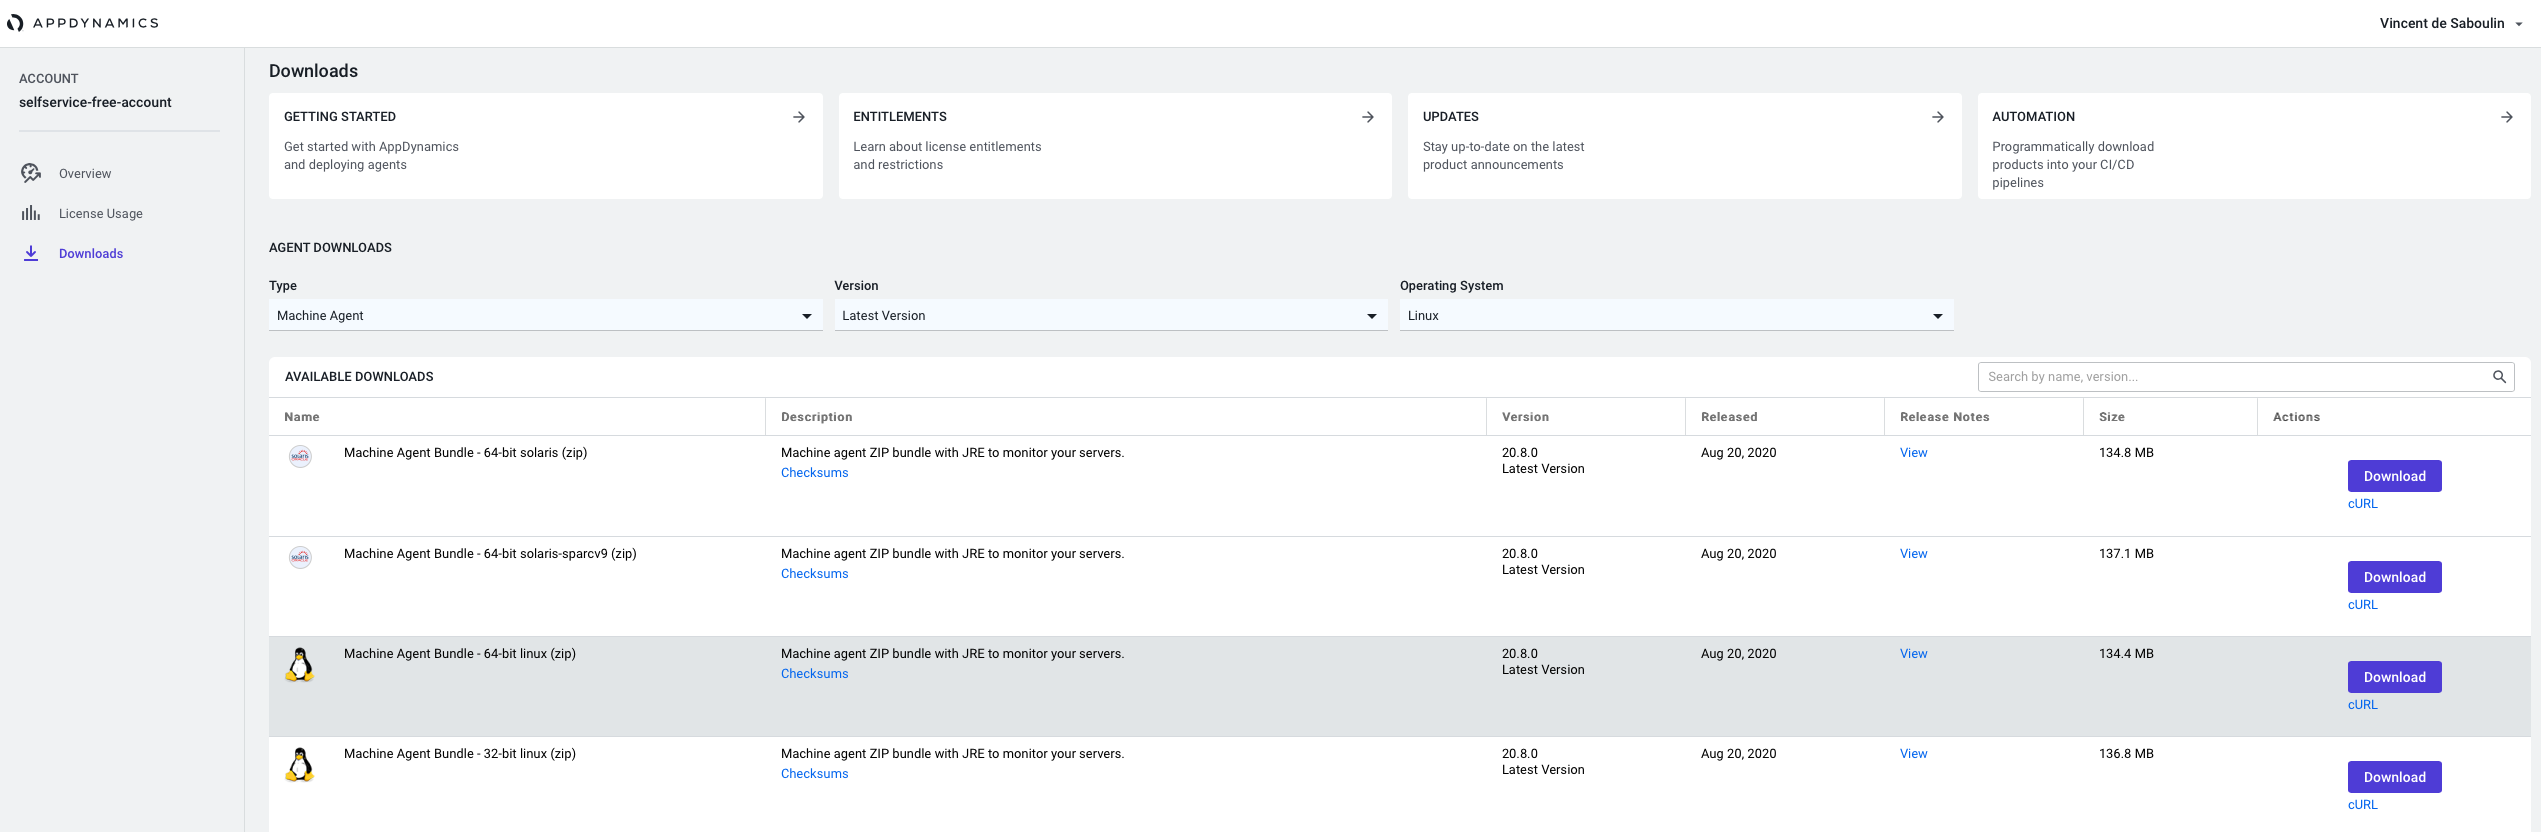 APPDYNAMICS
Vincent de Saboulin
ACCOUNT
selfservice-free-account
Overview
License Usage
Downloads
Downloads
GETTING STARTED
Get started with AppDynamics
and deploying agents
ENTITLEMENTS
Learn about license entitlements
and restrictions
UPDATES
Stay up-to-date on the latest
product announcements
AUTOMATION
Programmatically download
products into your CI/CD
pipelines
AGENT DOWNLOADS
Type
Machine Agent
Version
Latest Version
Operating System
Linux
AVAILABLE DOWNLOADS
Search by name, version...
Name Description Version Released Release Notes Size Actions
solaris
Machine Agent Bundle - 64-bit solaris (zip)
Machine agent ZIP bundle with JRE to monitor your servers.
Checksums
20.8.0
Latest Version
Aug 20, 2020
View
134.8 MB
Download
cURL
solaris
Machine Agent Bundle - 64-bit solaris-sparcv9 (zip)
Machine agent ZIP bundle with JRE to monitor your servers.
Checksums
20.8.0
Latest Version
Aug 20, 2020
View
137.1 MB
Download
cURL
Machine Agent Bundle - 64-bit linux (zip)
Machine agent ZIP bundle with JRE to monitor your servers.
Checksums
20.8.0
Latest Version
Aug 20, 2020
View
134.4 MB
Download
cURL
Machine Agent Bundle - 32-bit linux (zip)
Machine agent ZIP bundle with JRE to monitor your servers.
Checksums
20.8.0
Latest Version
Aug 20, 2020
View
136.8 MB
Download
cURL